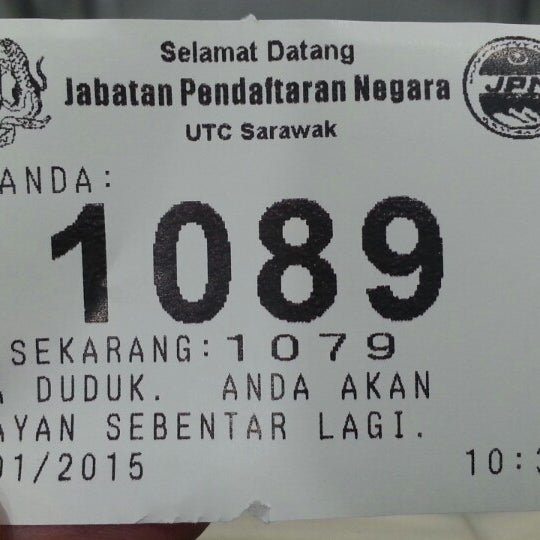 Selamat Datang
Jabatan Pendaftaran Negara
JPN
UTC Sarawak
ANDA:
1089
SEKARANG:1079
DUDUK. ANDA AKAN
AYAN SEBENTAR LAGI.
01/2015 10:3